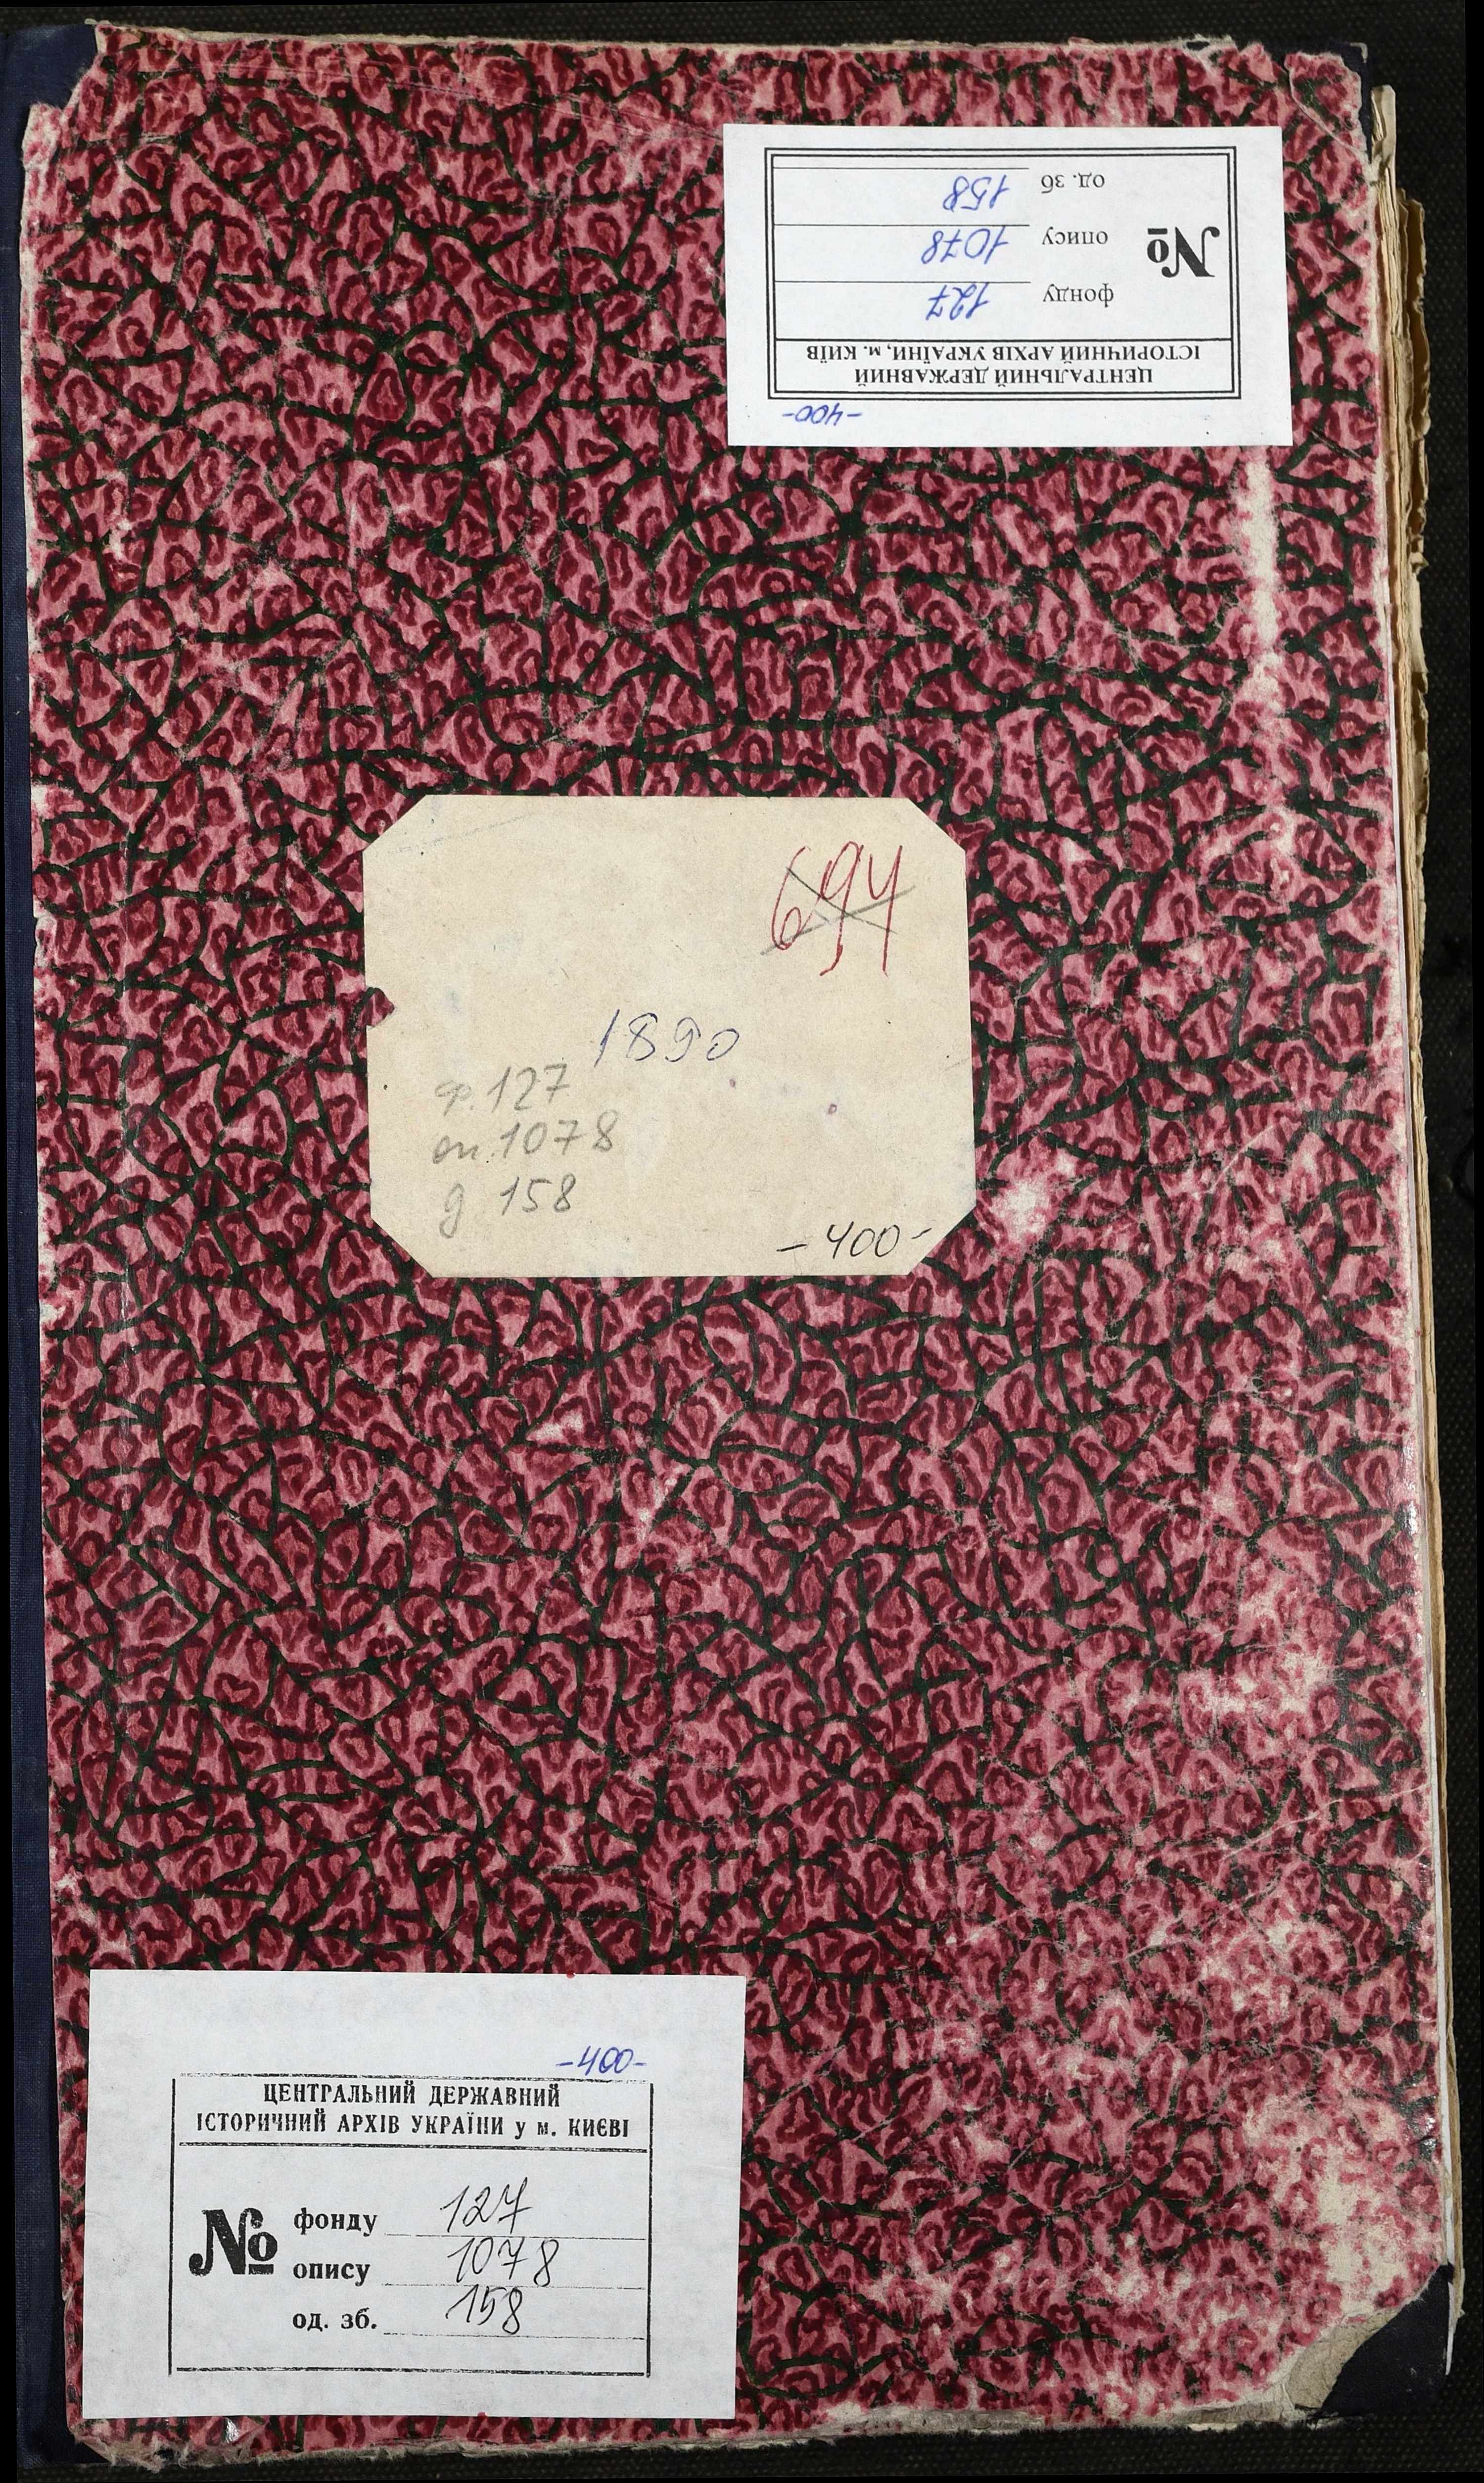 -400-
ЦЕНТРАЛЬНИЙ ДЕРЖАВНИЙ
ІСТОРИЧНИЙ АРХІВ УКРАЇНИ, м. КИЇВ
№
фонду 127
опису 1078
од. зб 158
694
1890
ф. 127
оп. 1078
д 158
-400-
-400-
ЦЕНТРАЛЬНИЙ ДЕРЖАВНИЙ
ІСТОРИЧНИЙ АРХІВ УКРАЇНИ у м. КИЄВІ
№
фонду 127
опису 1078
од. зб. 158